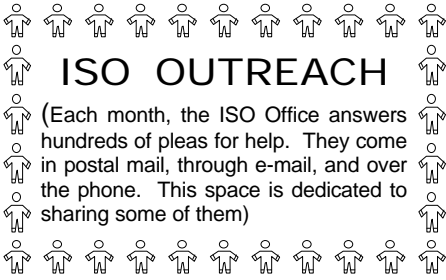 ISO OUTREACH
(Each month, the ISO Office answers
hundreds of pleas for help. They come
in postal mail, through e-mail, and over
the phone. This space is dedicated to
sharing some of them)